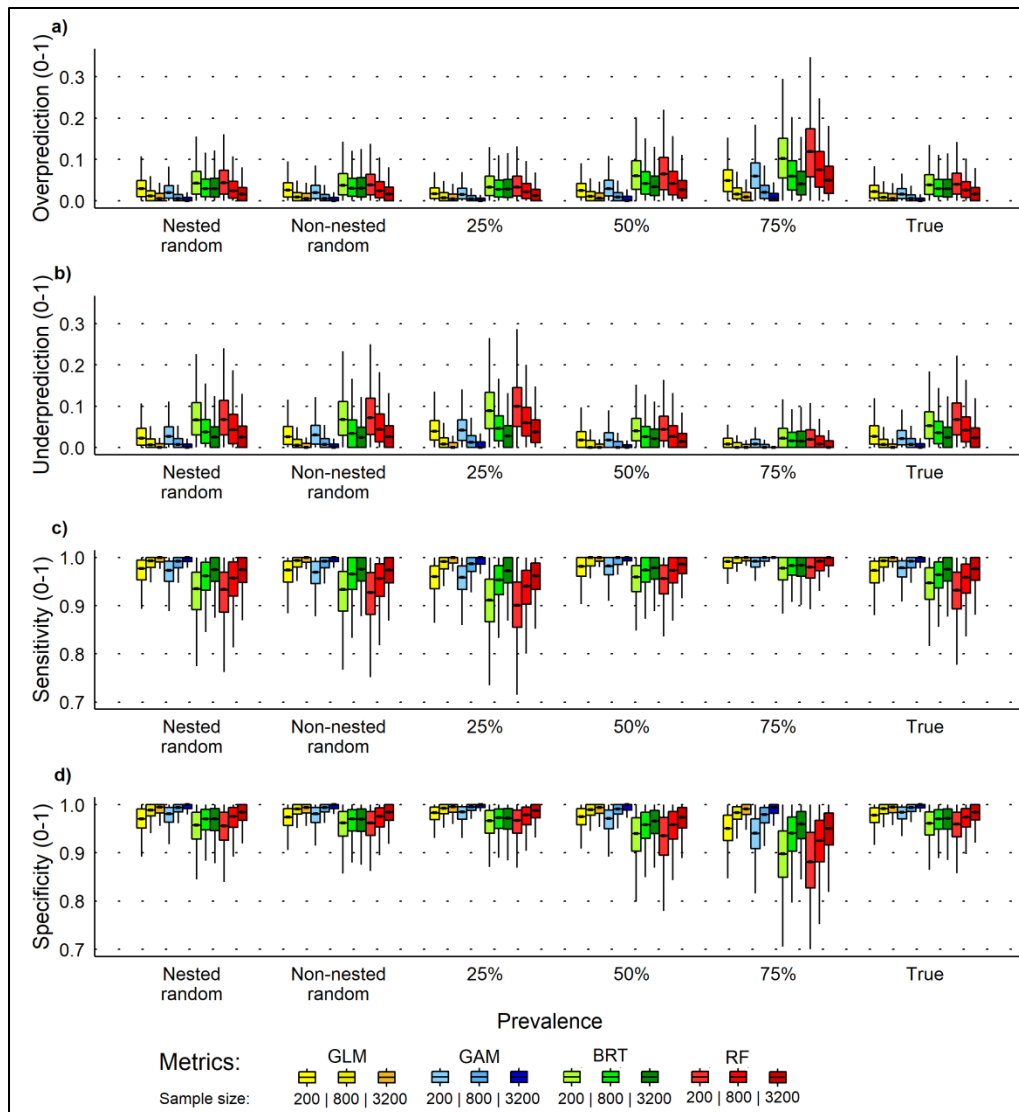 a)
Overprediction (0-1)
0.3
0.2
0.1
0.0
Nested random
Non-nested random
25%
50%
75%
True
b)
Underprediction (0-1)
0.3
0.2
0.1
0.0
Nested random
Non-nested random
25%
50%
75%
True
c)
Sensitivity (0-1)
1.0
0.9
0.8
0.7
Nested random
Non-nested random
25%
50%
75%
True
d)
Specificity (0-1)
1.0
0.9
0.8
0.7
Nested random
Non-nested random
25%
50%
75%
True
Prevalence
Metrics: GLM GAM BRT RF
Sample size: 200 | 800 | 3200 200 | 800 | 3200 200 | 800 | 3200 200 | 800 | 3200